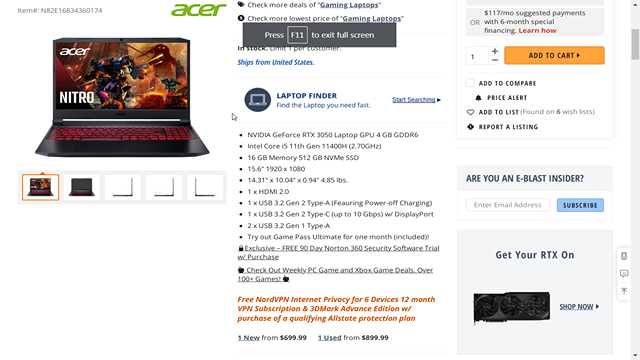 Item#: N82E16834360174
acer
acer
NITRO
Check more deals of "Gaming Laptops"
Check more lowest price of "Gaming Laptops"
Press F11 to exit full screen
In stock. Limit 1 per customer.
Ships from United States.
LAPTOP FINDER
Find the Laptop you need fast.
Start Searching
• NVIDIA GeForce RTX 3050 Laptop GPU 4 GB GDDR6
• Intel Core i5 11th Gen 11400H (2.70GHz)
• 16 GB Memory 512 GB NVMe SSD
• 15.6" 1920 x 1080
• 14.31" x 10.04" x 0.94" 4.85 lbs.
• 1 x HDMI 2.0
• 1 x USB 3.2 Gen 2 Type-A (Feauring Power-off Charging)
• 1 x USB 3.2 Gen 2 Type-C (up to 10 Gbps) w/ DisplayPort
• 2 x USB 3.2 Gen 1 Type-A
• Try out Game Pass Ultimate for one month (included)!
Exclusive – FREE 90 Day Norton 360 Security Software Trial
w/ Purchase
Check Out Weekly PC Game and Xbox Game Deals, Over
100+ Games!
Free NordVPN Internet Privacy for 6 Devices 12 month
VPN Subscription & 3DMark Advance Edition w/
purchase of a qualifying Allstate protection plan
1 New from $699.99 1 Used from $899.99
$117/mo suggested payments
OR with 6-month special
financing. Learn how
1 + −
ADD TO CART
ADD TO COMPARE
PRICE ALERT
ADD TO LIST (Found on 6 wish lists)
REPORT A LISTING
ARE YOU AN E-BLAST INSIDER?
Enter Email Address SUBSCRIBE
Get Your RTX On
SHOP NOW